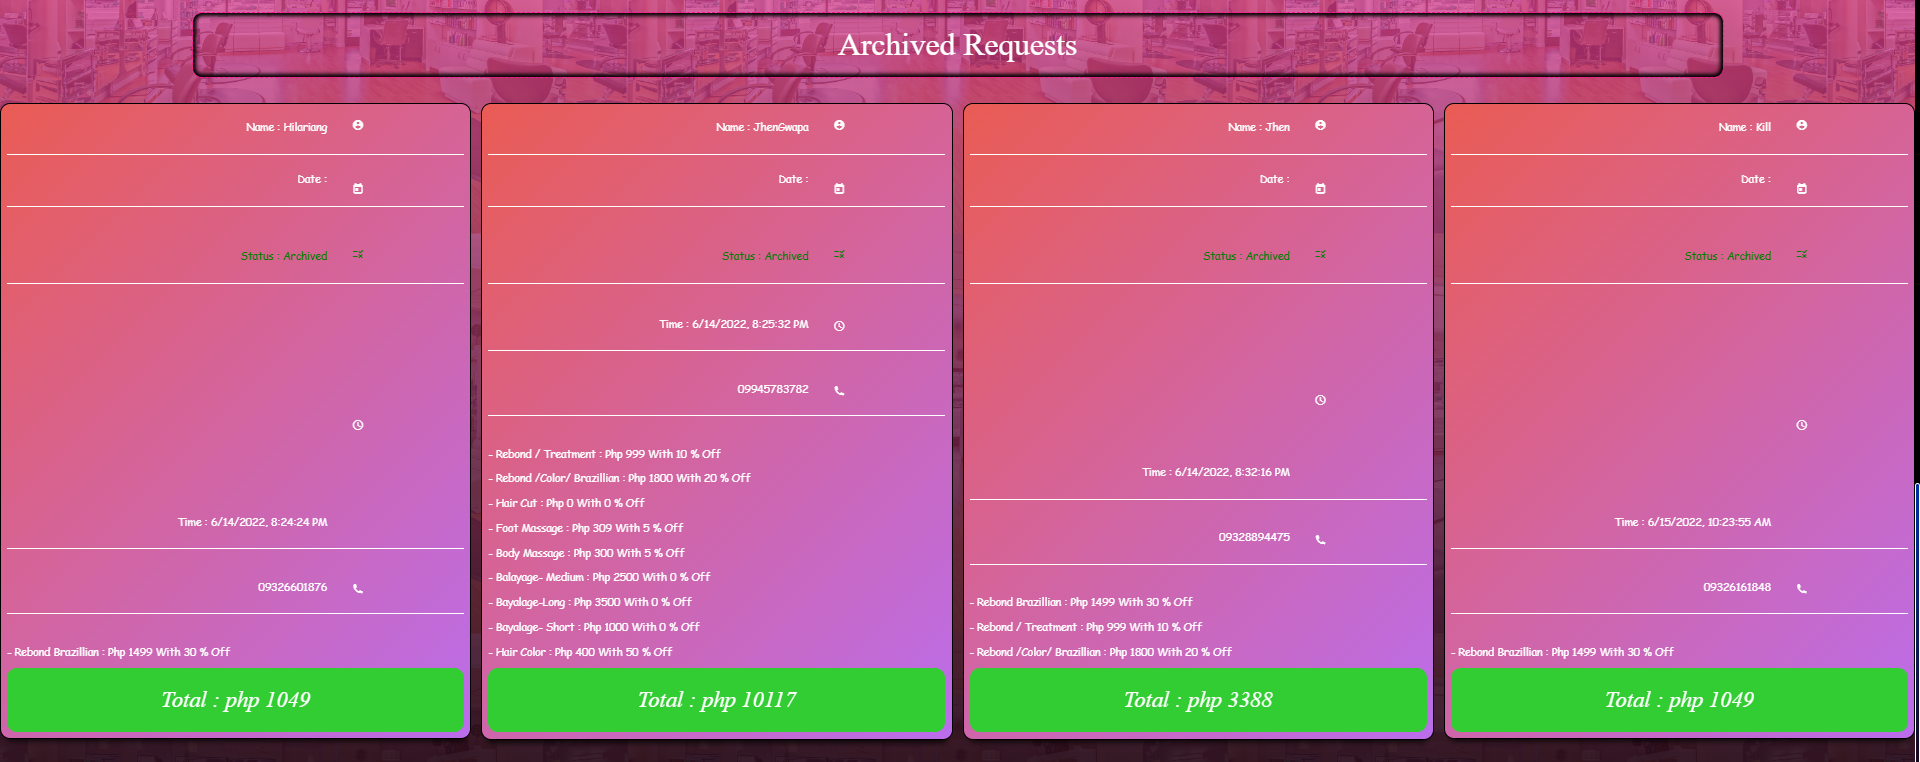 Archived Requests
Name : Hilariang
Date :
Status : Archived
Time : 6/14/2022, 8:24:24 PM
09326601876
- Rebond Brazillian : Php 1499 With 30 % Off
Total : php 1049
Name : JhenGwapa
Date :
Status : Archived
Time : 6/14/2022, 8:25:32 PM
09945783782
- Rebond / Treatment : Php 999 With 10 % Off
- Rebond /Color/ Brazillian : Php 1800 With 20 % Off
- Hair Cut : Php 0 With 0 % Off
- Foot Massage : Php 309 With 5 % Off
- Body Massage : Php 300 With 5 % Off
- Balayage- Medium : Php 2500 With 0 % Off
- Bayalage-Long : Php 3500 With 0 % Off
- Bayalage- Short : Php 1000 With 0 % Off
- Hair Color : Php 400 With 50 % Off
Total : php 10117
Name : Jhen
Date :
Status : Archived
Time : 6/14/2022, 8:32:16 PM
09328894475
- Rebond Brazillian : Php 1499 With 30 % Off
- Rebond / Treatment : Php 999 With 10 % Off
- Rebond /Color/ Brazillian : Php 1800 With 20 % Off
Total : php 3388
Name : Kill
Date :
Status : Archived
Time : 6/15/2022, 10:23:55 AM
09326161848
- Rebond Brazillian : Php 1499 With 30 % Off
Total : php 1049